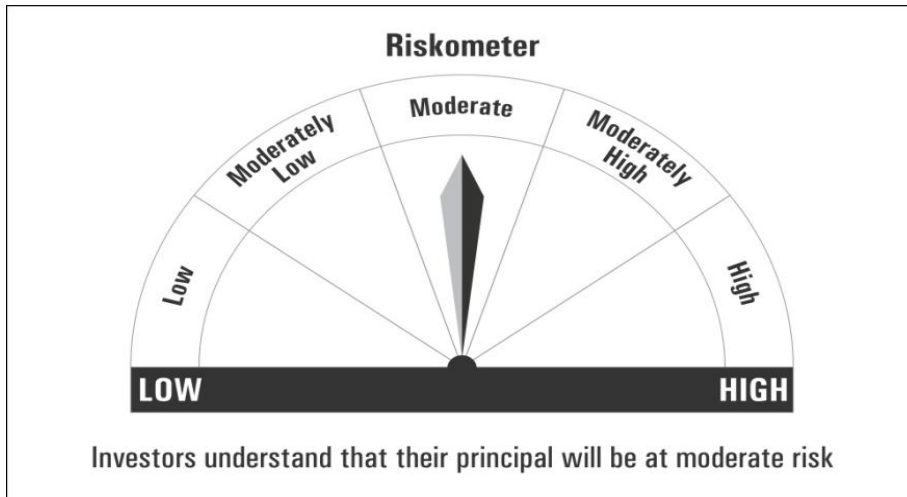 Riskometer
Low
Moderately
Low
Moderate
Moderately
High
High
LOW
HIGH
Investors understand that their principal will be at moderate risk